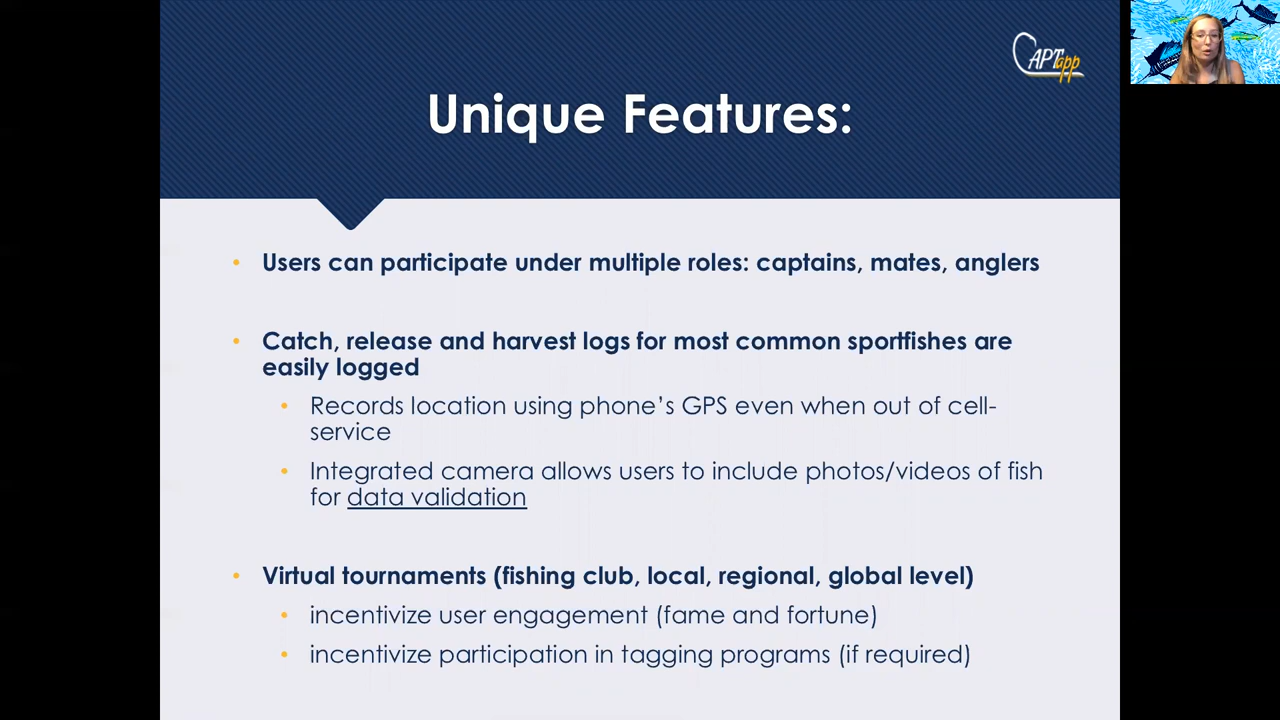 CAPTapp
Unique Features:
• Users can participate under multiple roles: captains, mates, anglers
• Catch, release and harvest logs for most common sportfishes are
easily logged
• Records location using phone's GPS even when out of cell-
service
• Integrated camera allows users to include photos/videos of fish
for data validation
• Virtual tournaments (fishing club, local, regional, global level)
• incentivize user engagement (fame and fortune)
• incentivize participation in tagging programs (if required)